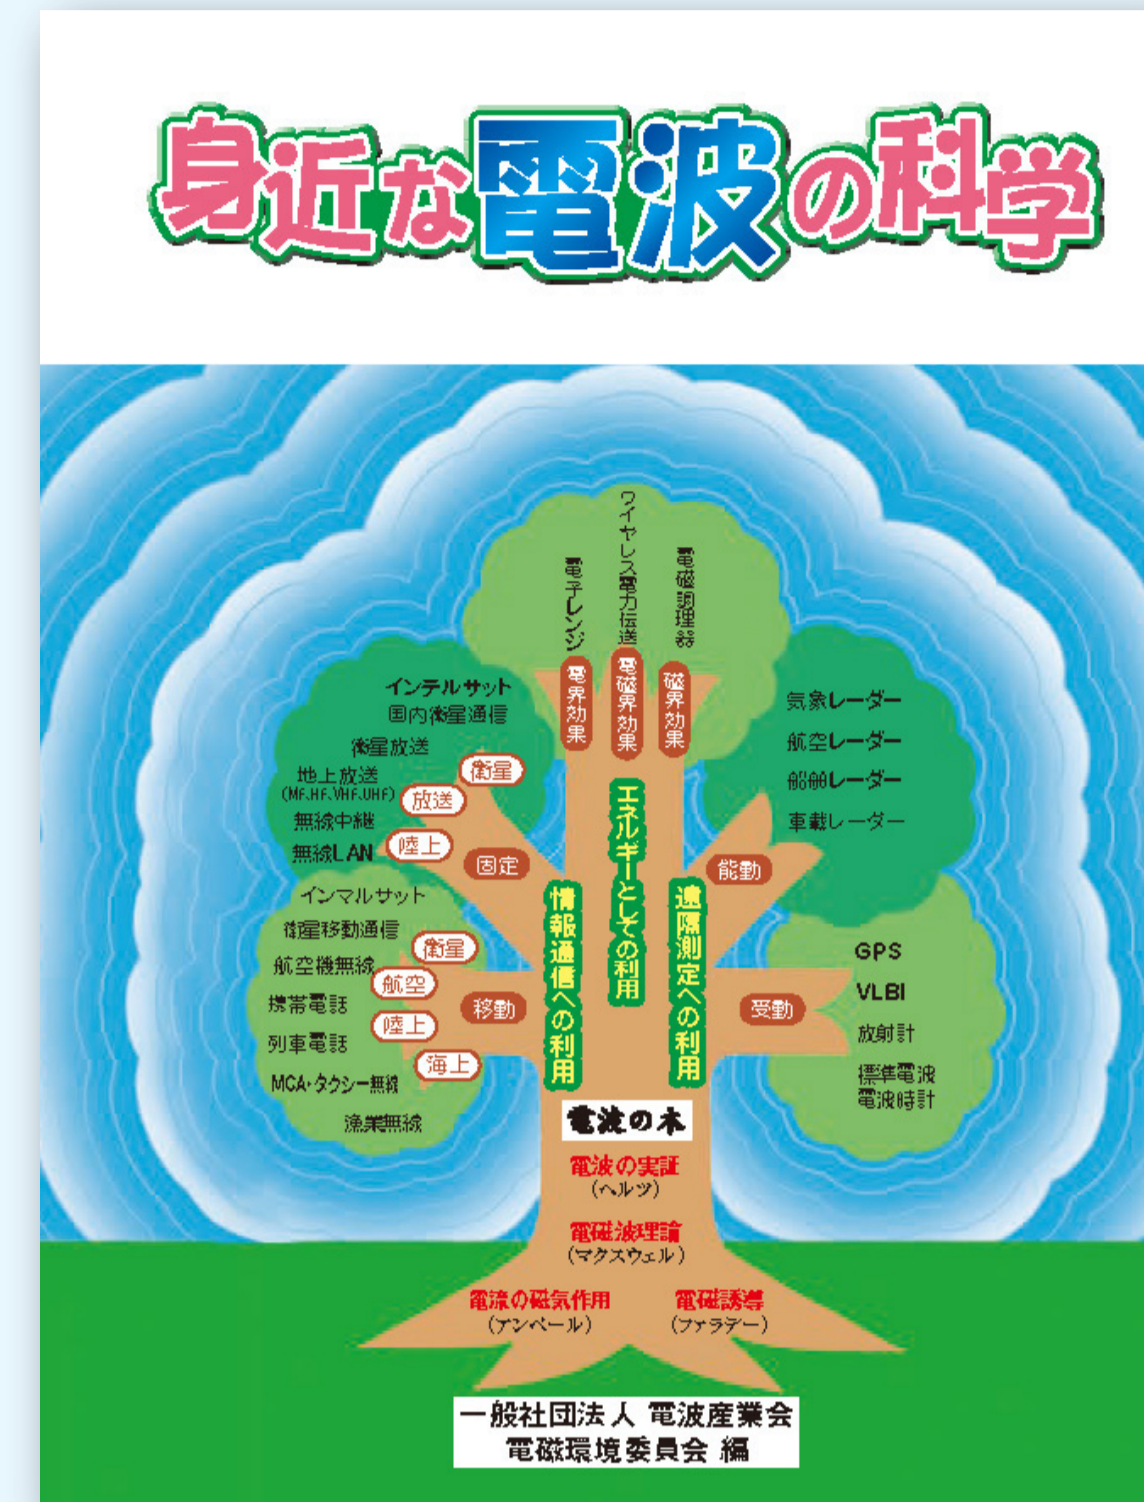 身近な電波の科学
ワイヤレス電力伝送
電子レンジ
電磁調理器
電界効果
電磁界効果
磁界効果
インテルサット
国内衛星通信
衛星放送
地上放送
(MF.HF.VHF.UHF)
無線中継
無線LAN
衛星
放送
陸上
固定
気象レーダー
航空レーダー
船舶レーダー
車載レーダー
能動
エネルギーとしての利用
情報通信への利用
遠隔測定への利用
インマルサット
衛星移動通信
航空機無線
携帯電話
列車電話
MCA・タクシー無線
漁業無線
衛星
航空
陸上
海上
移動
受動
GPS
VLBI
放射計
標準電波
電波時計
電波の木
電波の実証
(ヘルツ)
電磁波理論
(マクスウェル)
電流の磁気作用
(アンペール)
電磁誘導
(ファラデー)
一般社団法人 電波産業会
電磁環境委員会 編